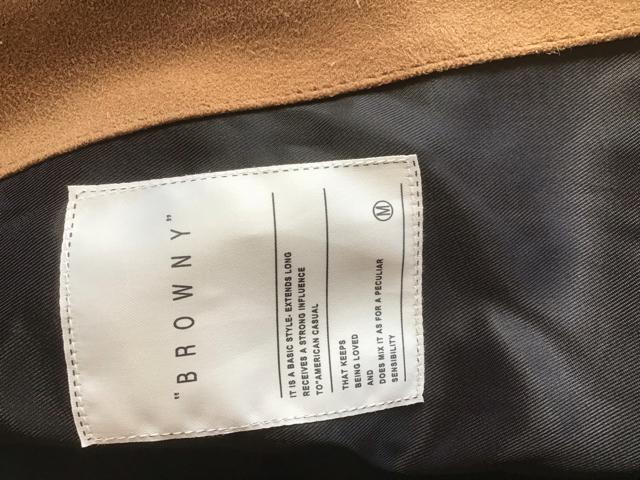 "BROWNY"
IT IS A BASIC STYLE- EXTENDS LONG
RECEIVES A STRONG INFLUENCE
TO"AMERICAN CASUAL
THAT KEEPS
BEING LOVED
AND
DOES MIX IT AS FOR A PECULIAR
SENSIBILITY
M